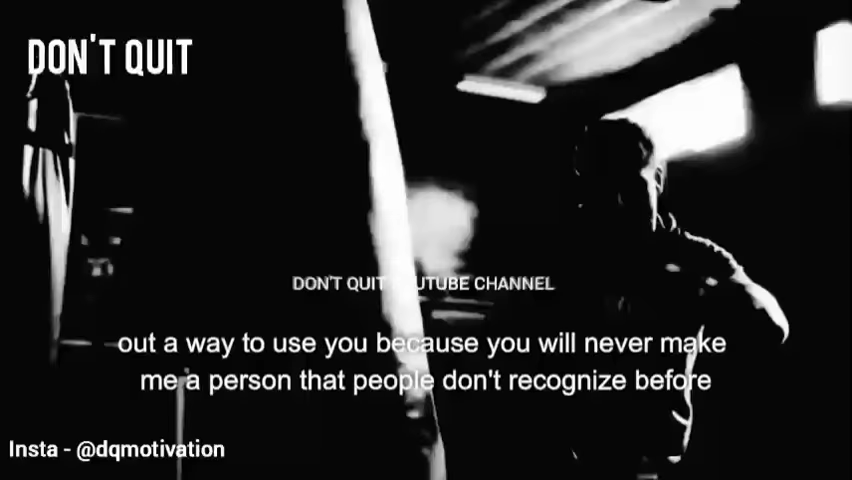 DON'T QUIT
DON'T QUIT YOUTUBE CHANNEL
out a way to use you because you will never make
me a person that people don't recognize before
Insta - @dqmotivation